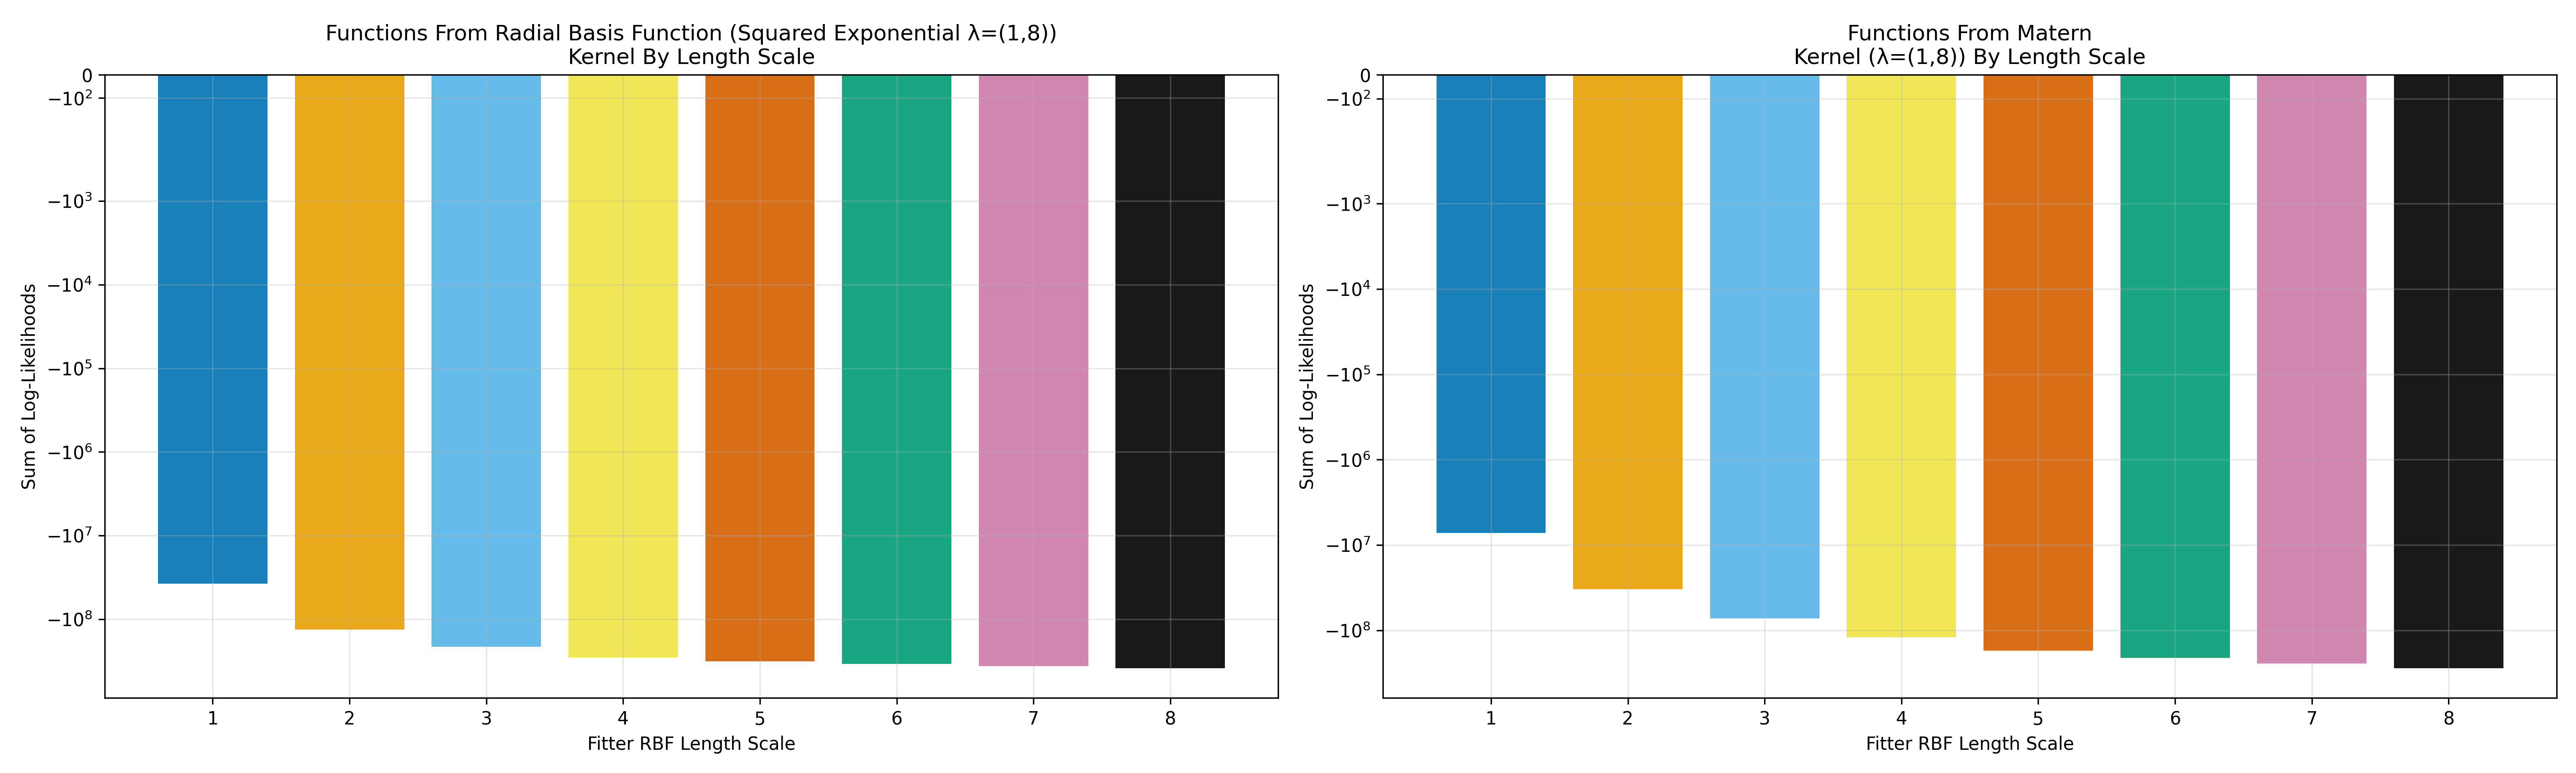 Functions From Radial Basis Function (Squared Exponential λ=(1,8))
Kernel By Length Scale
Sum of Log-Likelihoods
0
−10²
−10³
−10⁴
−10⁵
−10⁶
−10⁷
−10⁸
1 2 3 4 5 6 7 8
Fitter RBF Length Scale
Functions From Matern
Kernel (λ=(1,8)) By Length Scale
Sum of Log-Likelihoods
0
−10²
−10³
−10⁴
−10⁵
−10⁶
−10⁷
−10⁸
1 2 3 4 5 6 7 8
Fitter RBF Length Scale